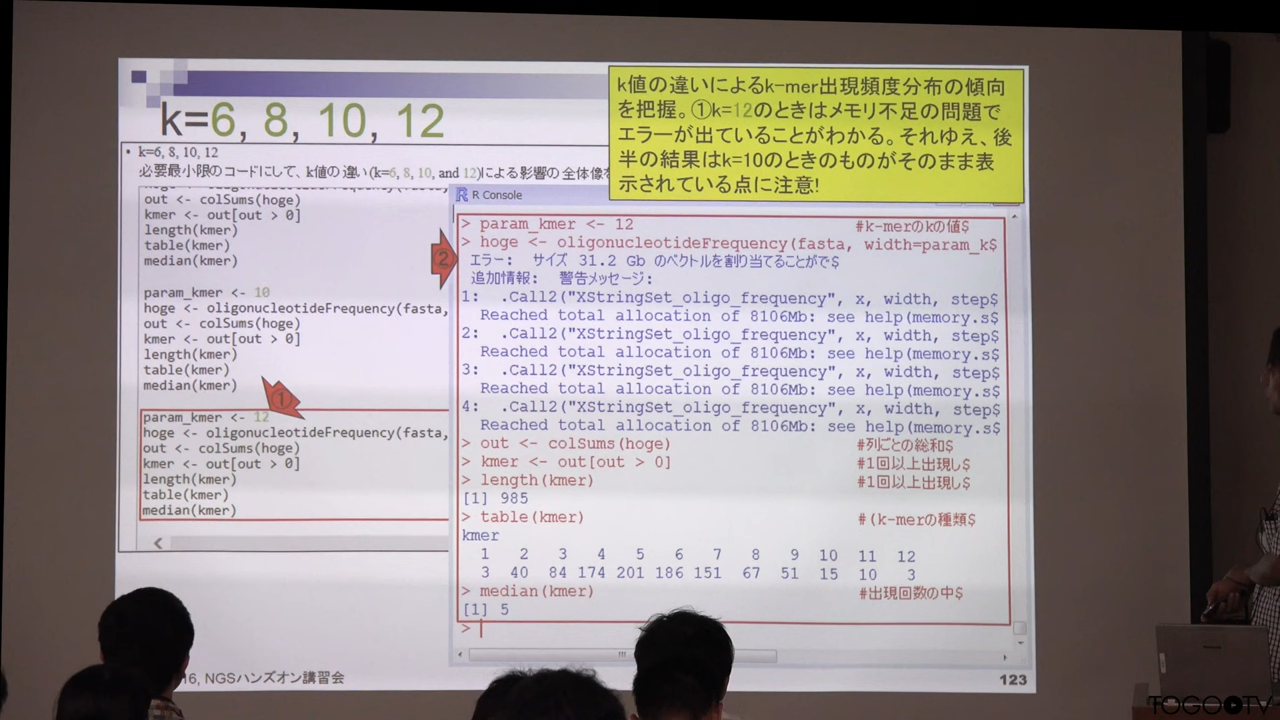 k=6, 8, 10, 12
k値の違いによるk-mer出現頻度分布の傾向
を把握。①k=12のときはメモリ不足の問題で
エラーが出ていることがわかる。それゆえ、後
半の結果はk=10のときのものがそのまま表
示されている点に注意!
• k=6, 8, 10, 12
必要最小限のコードにして、k値の違い(k=6, 8, 10, and 12)による影響の全体像を
hoge <- oligonucleotideFrequency(fasta,
out <- colSums(hoge)
kmer <- out[out > 0]
length(kmer)
table(kmer)
median(kmer)
param_kmer <- 10
hoge <- oligonucleotideFrequency(fasta,
out <- colSums(hoge)
kmer <- out[out > 0]
length(kmer)
table(kmer)
median(kmer)
①
param_kmer <- 12
hoge <- oligonucleotideFrequency(fasta,
out <- colSums(hoge)
kmer <- out[out > 0]
length(kmer)
table(kmer)
median(kmer)
②
R Console
> param_kmer <- 12 #k-merのkの値$
> hoge <- oligonucleotideFrequency(fasta, width=param_k$
エラー: サイズ 31.2 Gb のベクトルを割り当てることがで$
追加情報: 警告メッセージ:
1: .Call2("XStringSet_oligo_frequency", x, width, step$
Reached total allocation of 8106Mb: see help(memory.s$
2: .Call2("XStringSet_oligo_frequency", x, width, step$
Reached total allocation of 8106Mb: see help(memory.s$
3: .Call2("XStringSet_oligo_frequency", x, width, step$
Reached total allocation of 8106Mb: see help(memory.s$
4: .Call2("XStringSet_oligo_frequency", x, width, step$
Reached total allocation of 8106Mb: see help(memory.s$
> out <- colSums(hoge) #列ごとの総和$
> kmer <- out[out > 0] #1回以上出現し$
> length(kmer) #1回以上出現し$
[1] 985
> table(kmer) #(k-merの種類$
kmer
1 2 3 4 5 6 7 8 9 10 11 12
3 40 84 174 201 186 151 67 51 15 10 3
> median(kmer) #出現回数の中$
[1] 5
>
16, NGSハンズオン講習会
123
TOGOTV